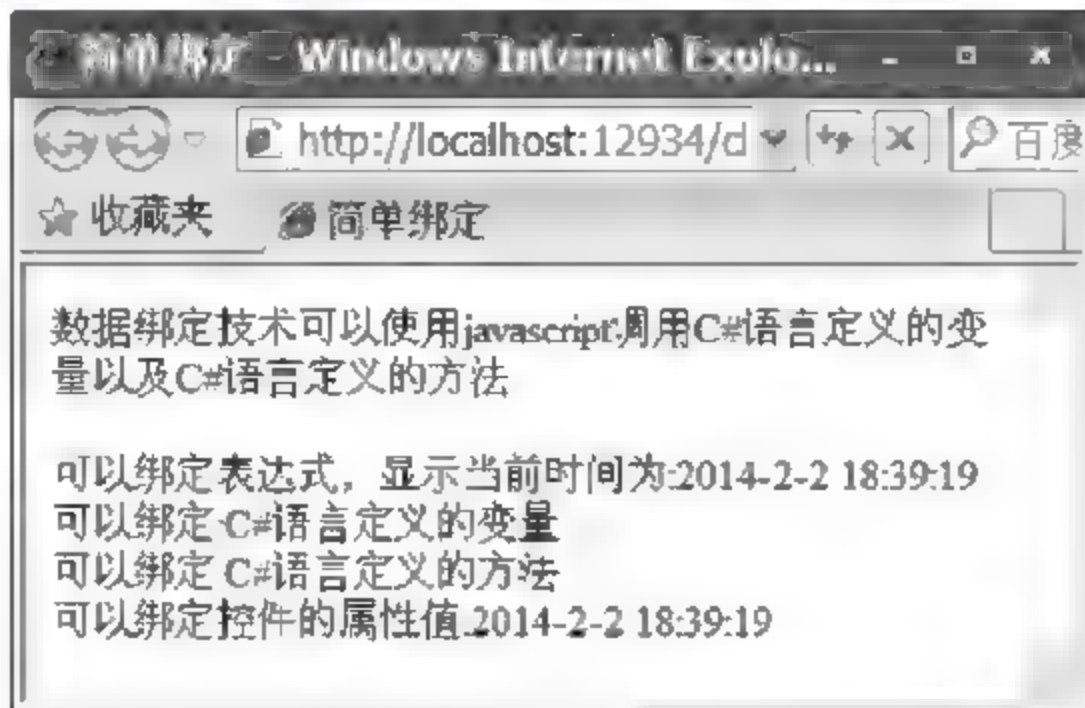 简单绑定 - Windows Internet Explo...
http://localhost:12934/d
百度
收藏夹 简单绑定
数据绑定技术可以使用javascript调用C#语言定义的变
量以及C#语言定义的方法
可以绑定表达式，显示当前时间为:2014-2-2 18:39:19
可以绑定 C#语言定义的变量
可以绑定 C#语言定义的方法
可以绑定控件的属性值:2014-2-2 18:39:19